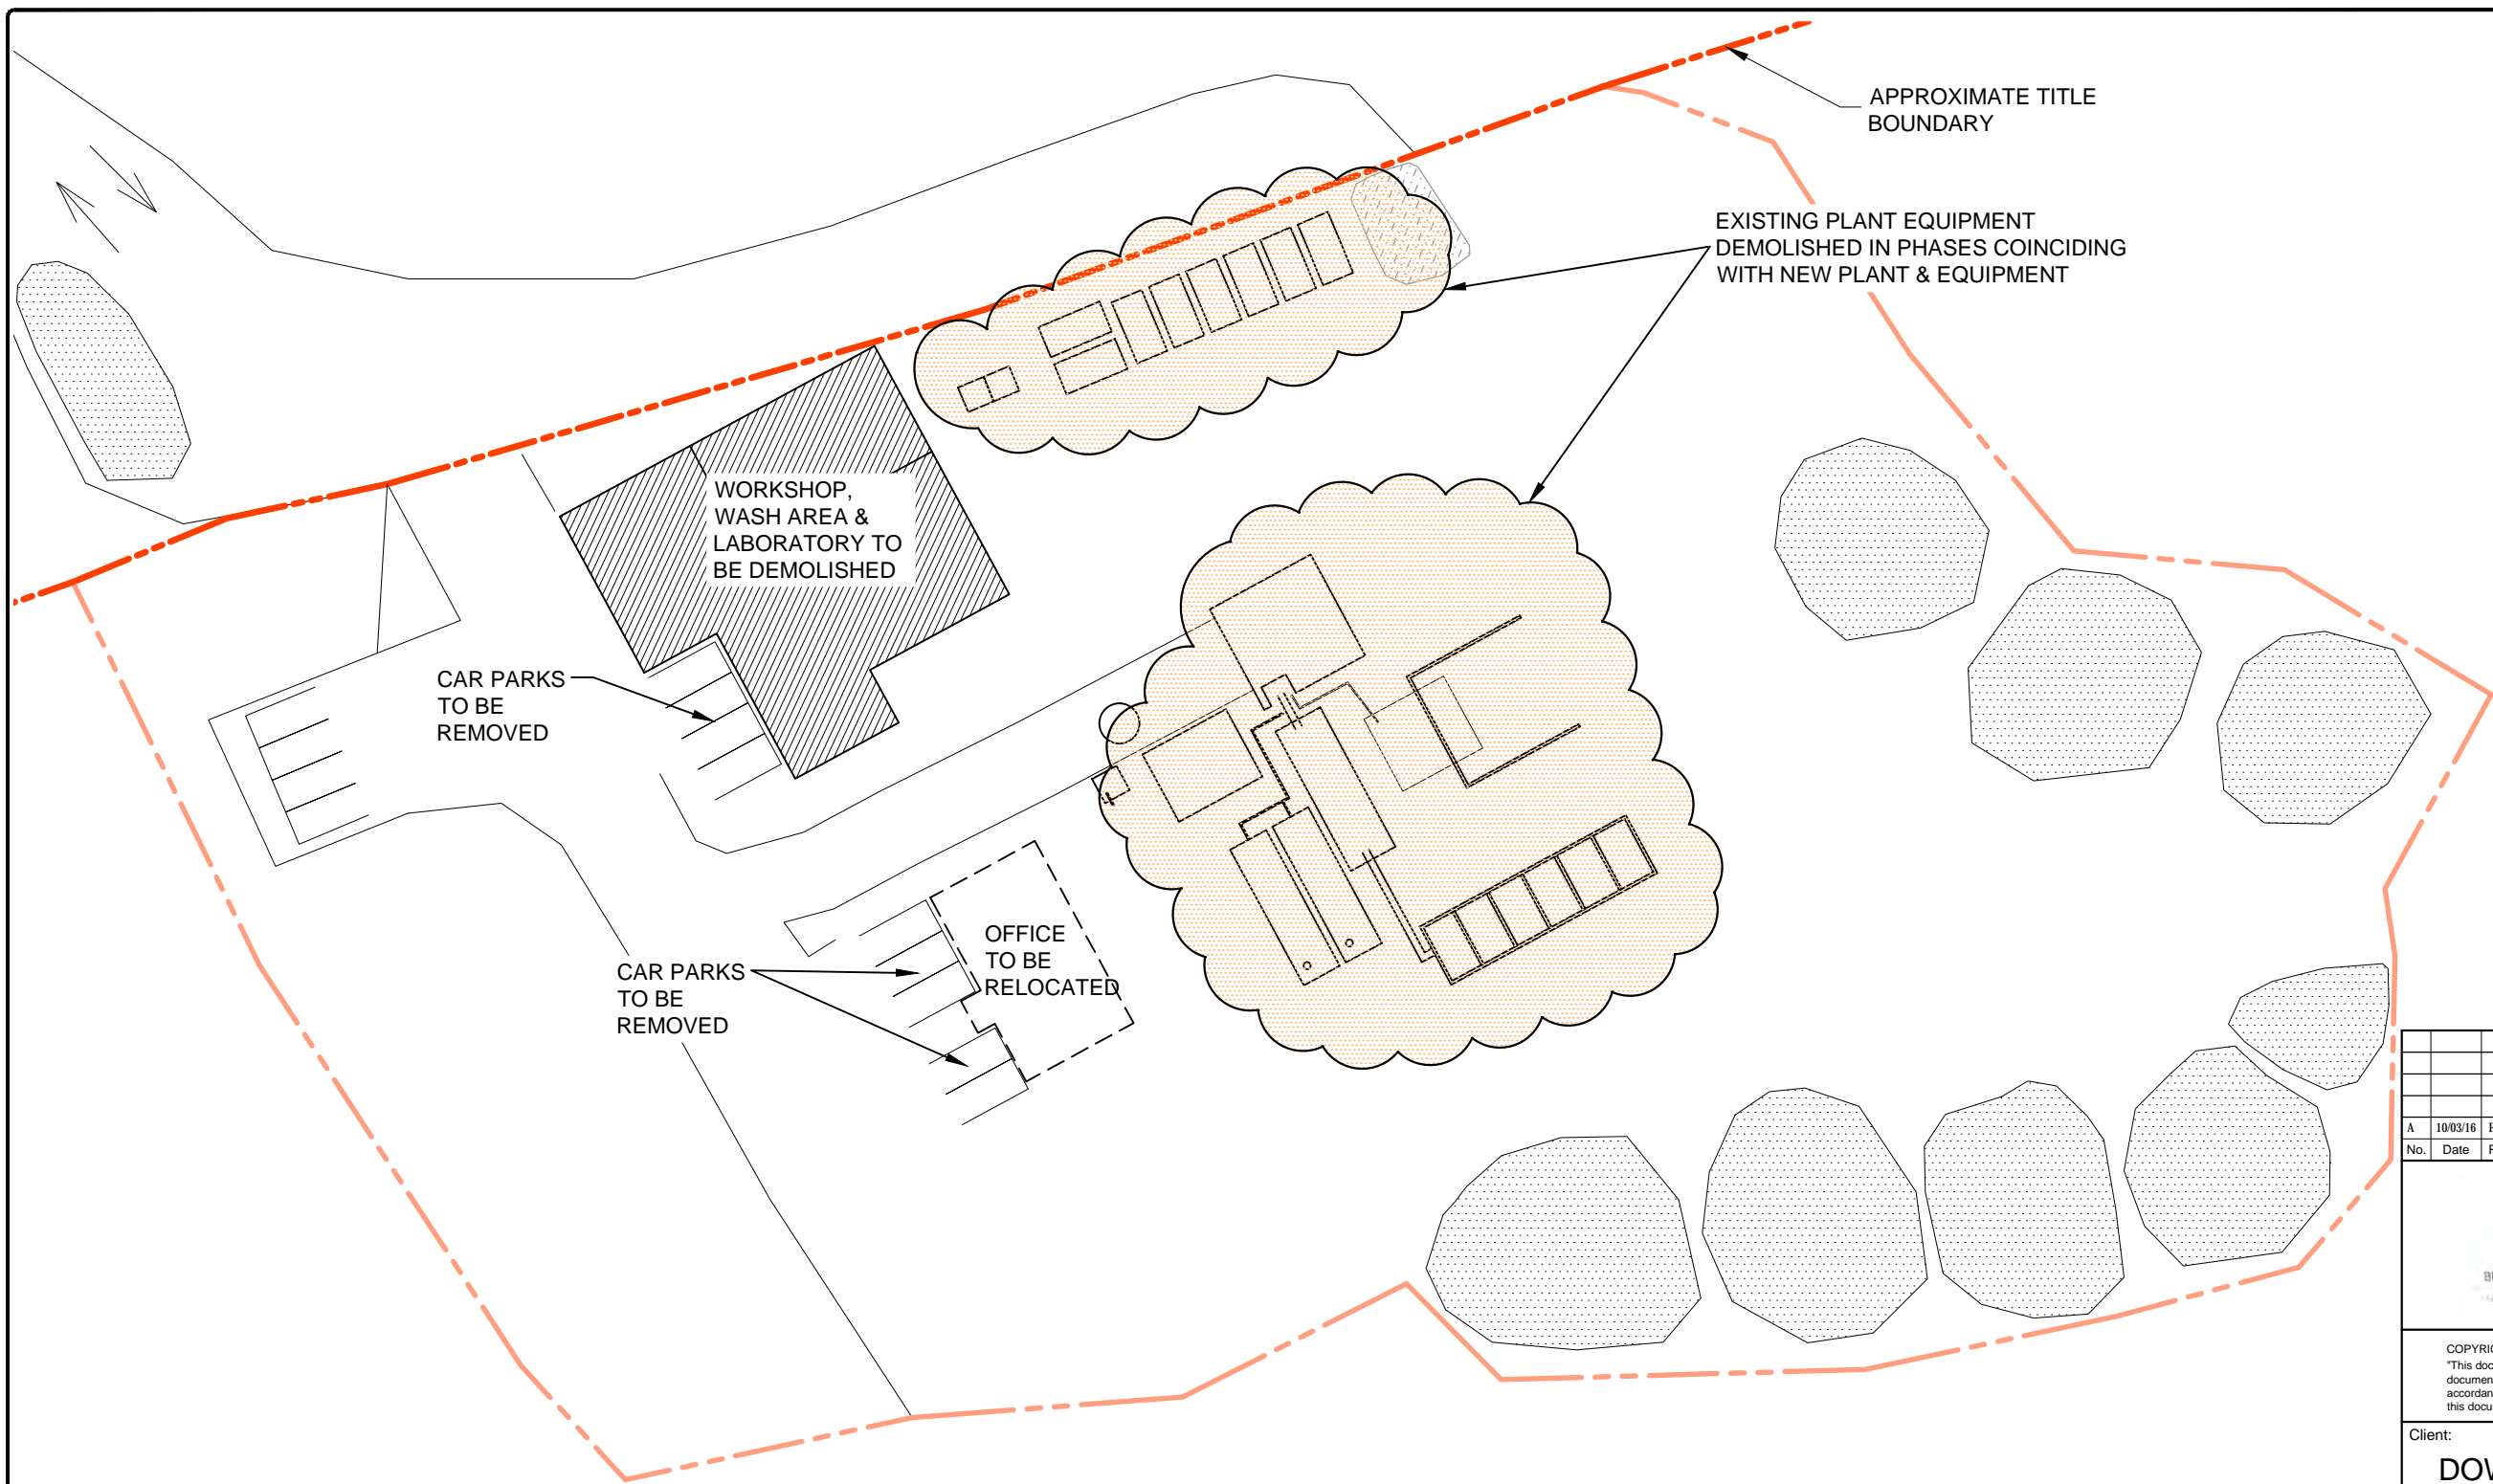 APPROXIMATE TITLE
BOUNDARY
EXISTING PLANT EQUIPMENT
DEMOLISHED IN PHASES COINCIDING
WITH NEW PLANT & EQUIPMENT
WORKSHOP,
WASH AREA &
LABORATORY TO
BE DEMOLISHED
CAR PARKS
TO BE
REMOVED
OFFICE
TO BE
RELOCATED
CAR PARKS
TO BE
REMOVED
A 10/03/16
No. Date
"This
this
Client: